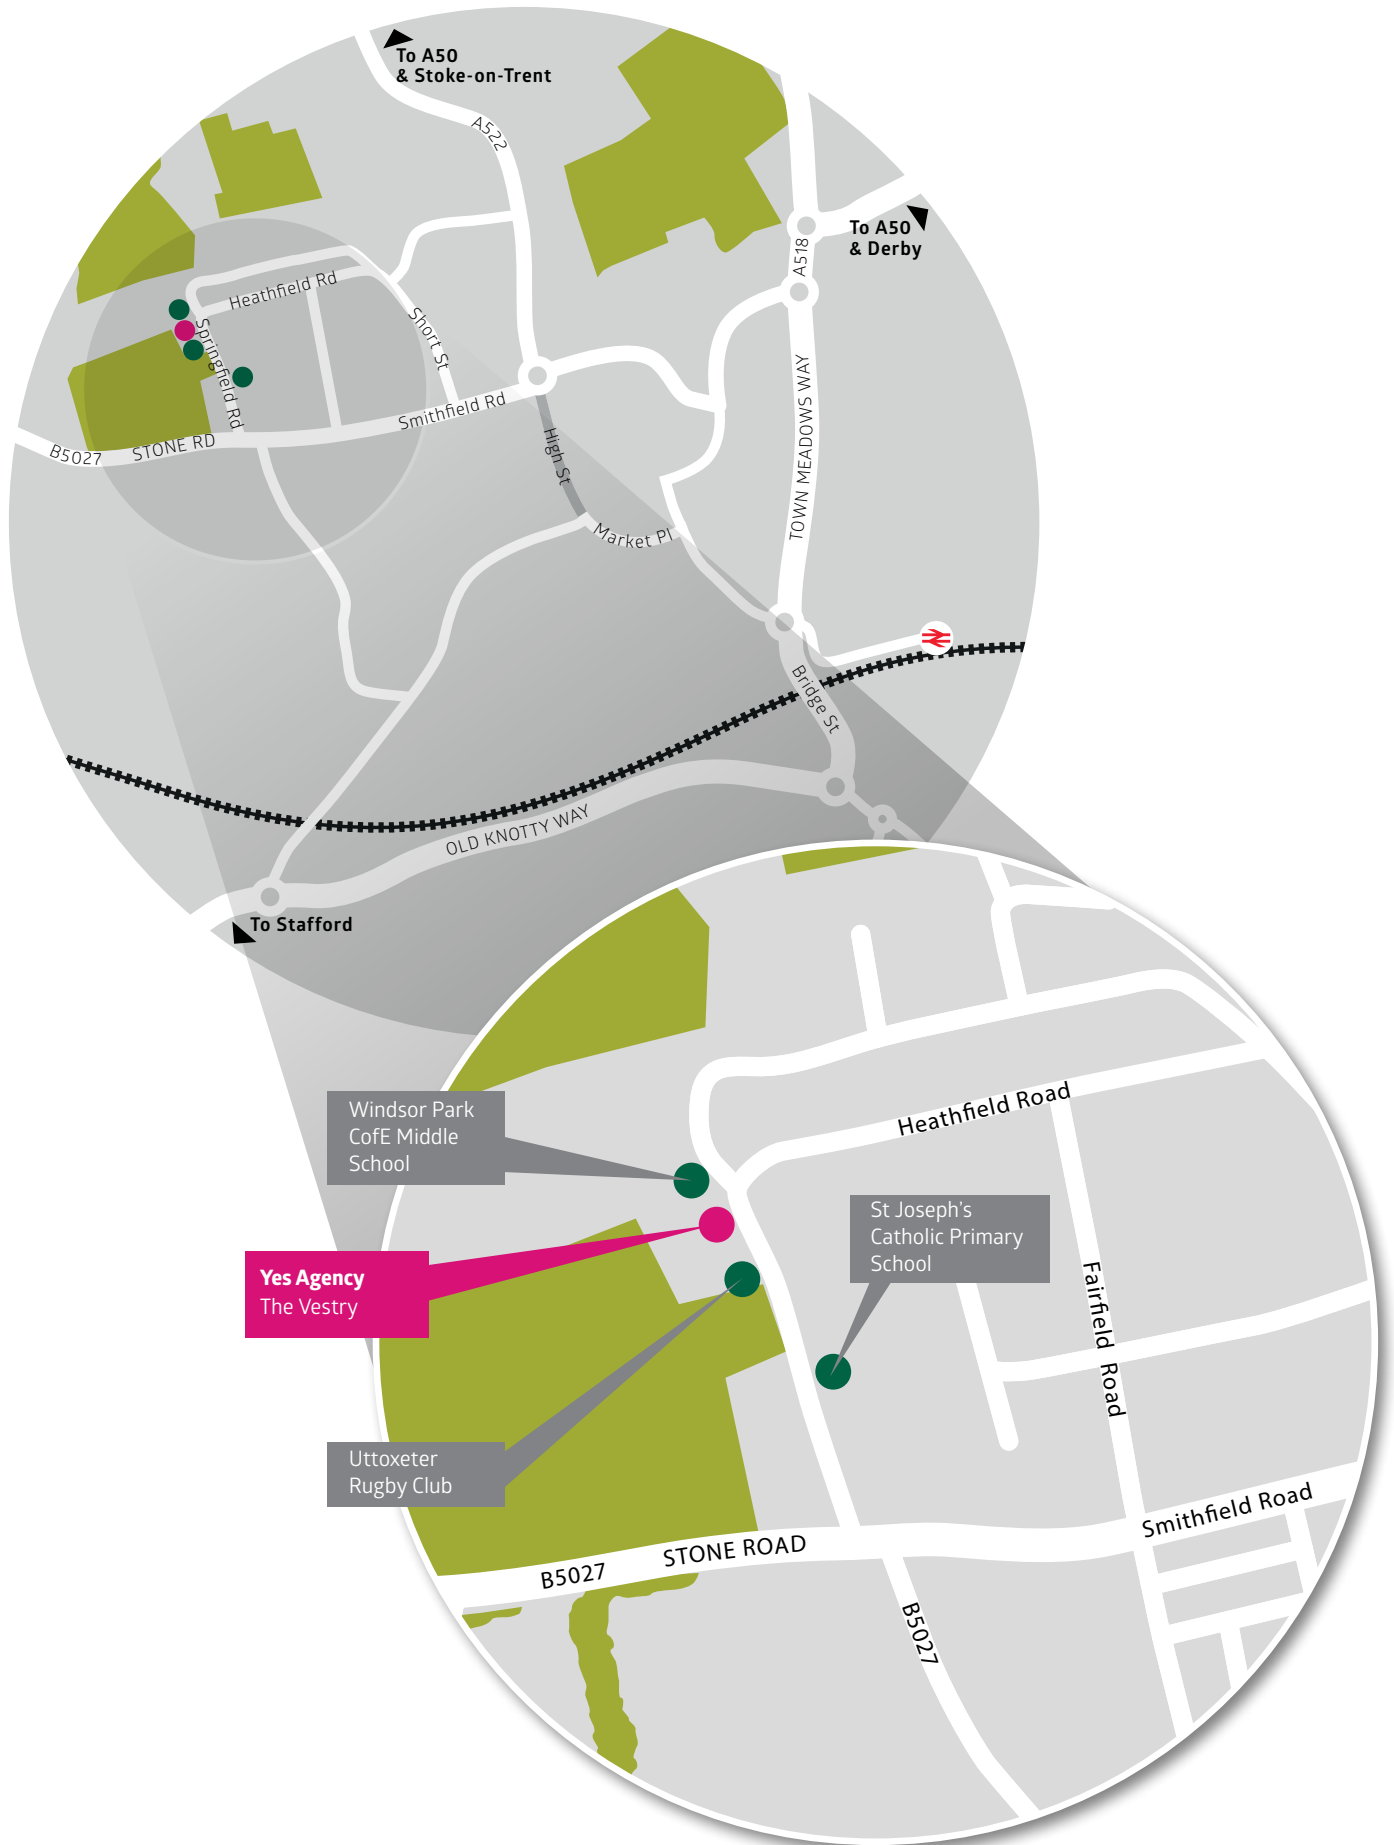 To A50
& Stoke-on-Trent
A522
To A50
& Derby
A518
Heathfield Rd
Springfield Rd
Short St
Smithfield Rd
TOWN MEADOWS WAY
High St
B5027
STONE RD
Market Pl
Bridge St
OLD KNOTTY WAY
To Stafford
Windsor Park
CofE Middle
School
Heathfield Road
St Joseph's
Catholic Primary
School
Yes Agency
The Vestry
Fairfield Road
Uttoxeter
Rugby Club
Smithfield Road
STONE ROAD
B5027
B5027